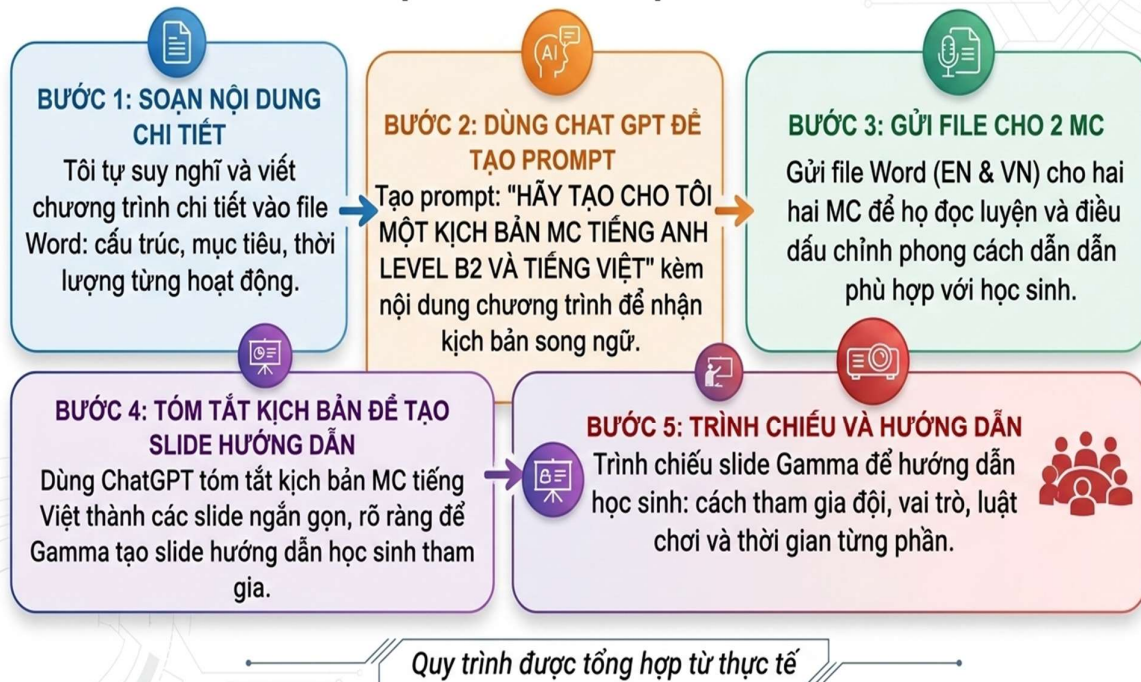 BƯỚC 1: SOẠN NỘI DUNG
CHI TIẾT
Tôi tự suy nghĩ và viết
chương trình chi tiết vào file
Word: cấu trúc, mục tiêu, thời
lượng từng hoạt động.
AI
BƯỚC 2: DÙNG CHAT GPT ĐỂ
TẠO PROMPT
Tạo prompt: "HÃY TẠO CHO TÔI
MỘT KỊCH BẢN MC TIẾNG ANH
LEVEL B2 VÀ TIẾNG VIỆT" kèm
nội dung chương trình để nhận
kịch bản song ngữ.
BƯỚC 3: GỬI FILE CHO 2 MC
Gửi file Word (EN & VN) cho hai
hai MC để họ đọc luyện và điều
dấu chỉnh phong cách dẫn dẫn
phù hợp với học sinh.
BƯỚC 4: TÓM TẮT KỊCH BẢN ĐỂ TẠO
SLIDE HƯỚNG DẪN
Dùng ChatGPT tóm tắt kịch bản MC tiếng
Việt thành các slide ngắn gọn, rõ ràng để
Gamma tạo slide hướng dẫn học sinh tham
gia.
BƯỚC 5: TRÌNH CHIẾU VÀ HƯỚNG DẪN
Trình chiếu slide Gamma để hướng dẫn
học sinh: cách tham gia đội, vai trò, luật
chơi và thời gian từng phần.
Quy trình được tổng hợp từ thực tế